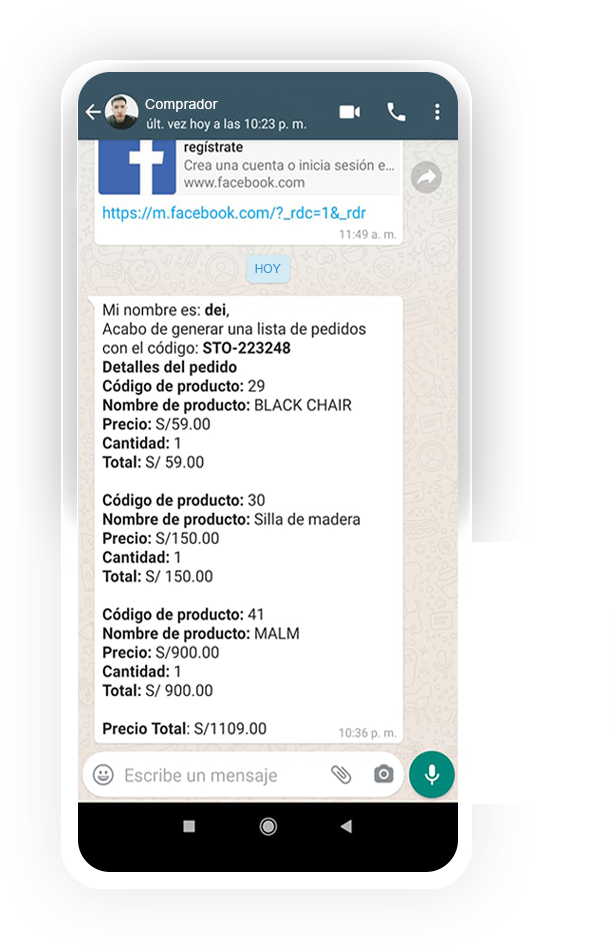 Comprador
últ. vez hoy a las 10:23 p. m.
regístrate
Crea una cuenta o inicia sesión e...
www.facebook.com
https://m.facebook.com/?_rdc=1&_rdr
11:49 a. m.
HOY
Mi nombre es: dei,
Acabo de generar una lista de pedidos
con el código: STO-223248
Detalles del pedido
Código de producto: 29
Nombre de producto: BLACK CHAIR
Precio: S/59.00
Cantidad: 1
Total: S/ 59.00
Código de producto: 30
Nombre de producto: Silla de madera
Precio: S/150.00
Cantidad: 1
Total: S/ 150.00
Código de producto: 41
Nombre de producto: MALM
Precio: S/900.00
Cantidad: 1
Total: S/ 900.00
Precio Total: S/1109.00
10:36 p. m.
Escribe un mensaje